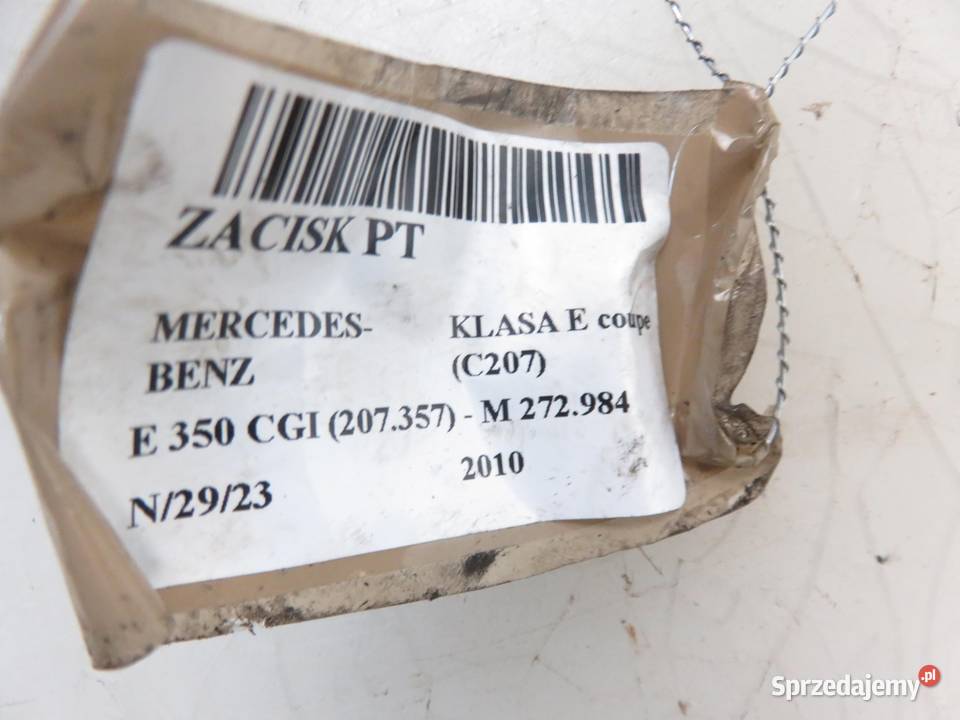 ZACISK PT
MERCEDES-BENZ
KLASA E coupe (C207)
E 350 CGI (207.357) - M 272.984
N/29/23
2010
Sprzedajemy.pl